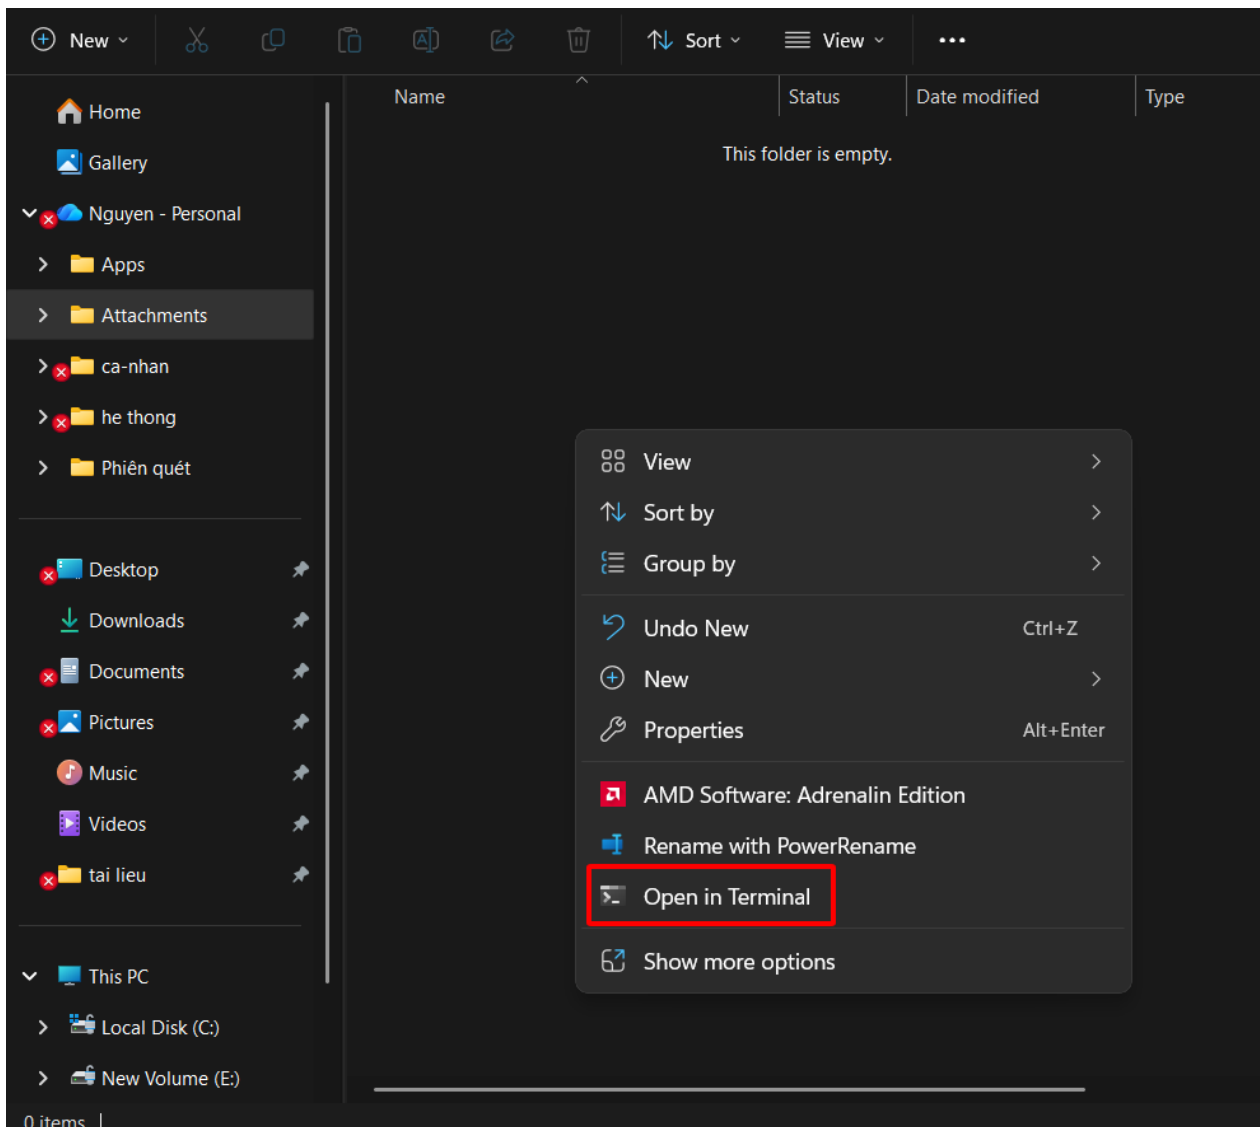 New
Sort
View
Name
Status
Date modified
Type
This folder is empty.
Home
Gallery
Nguyen - Personal
Apps
Attachments
ca-nhan
he thong
Phiên quét
Desktop
Downloads
Documents
Pictures
Music
Videos
tai lieu
This PC
Local Disk (C:)
New Volume (E:)
View
Sort by
Group by
Undo New Ctrl+Z
New
Properties Alt+Enter
AMD Software: Adrenalin Edition
Rename with PowerRename
Open in Terminal
Show more options
0 items